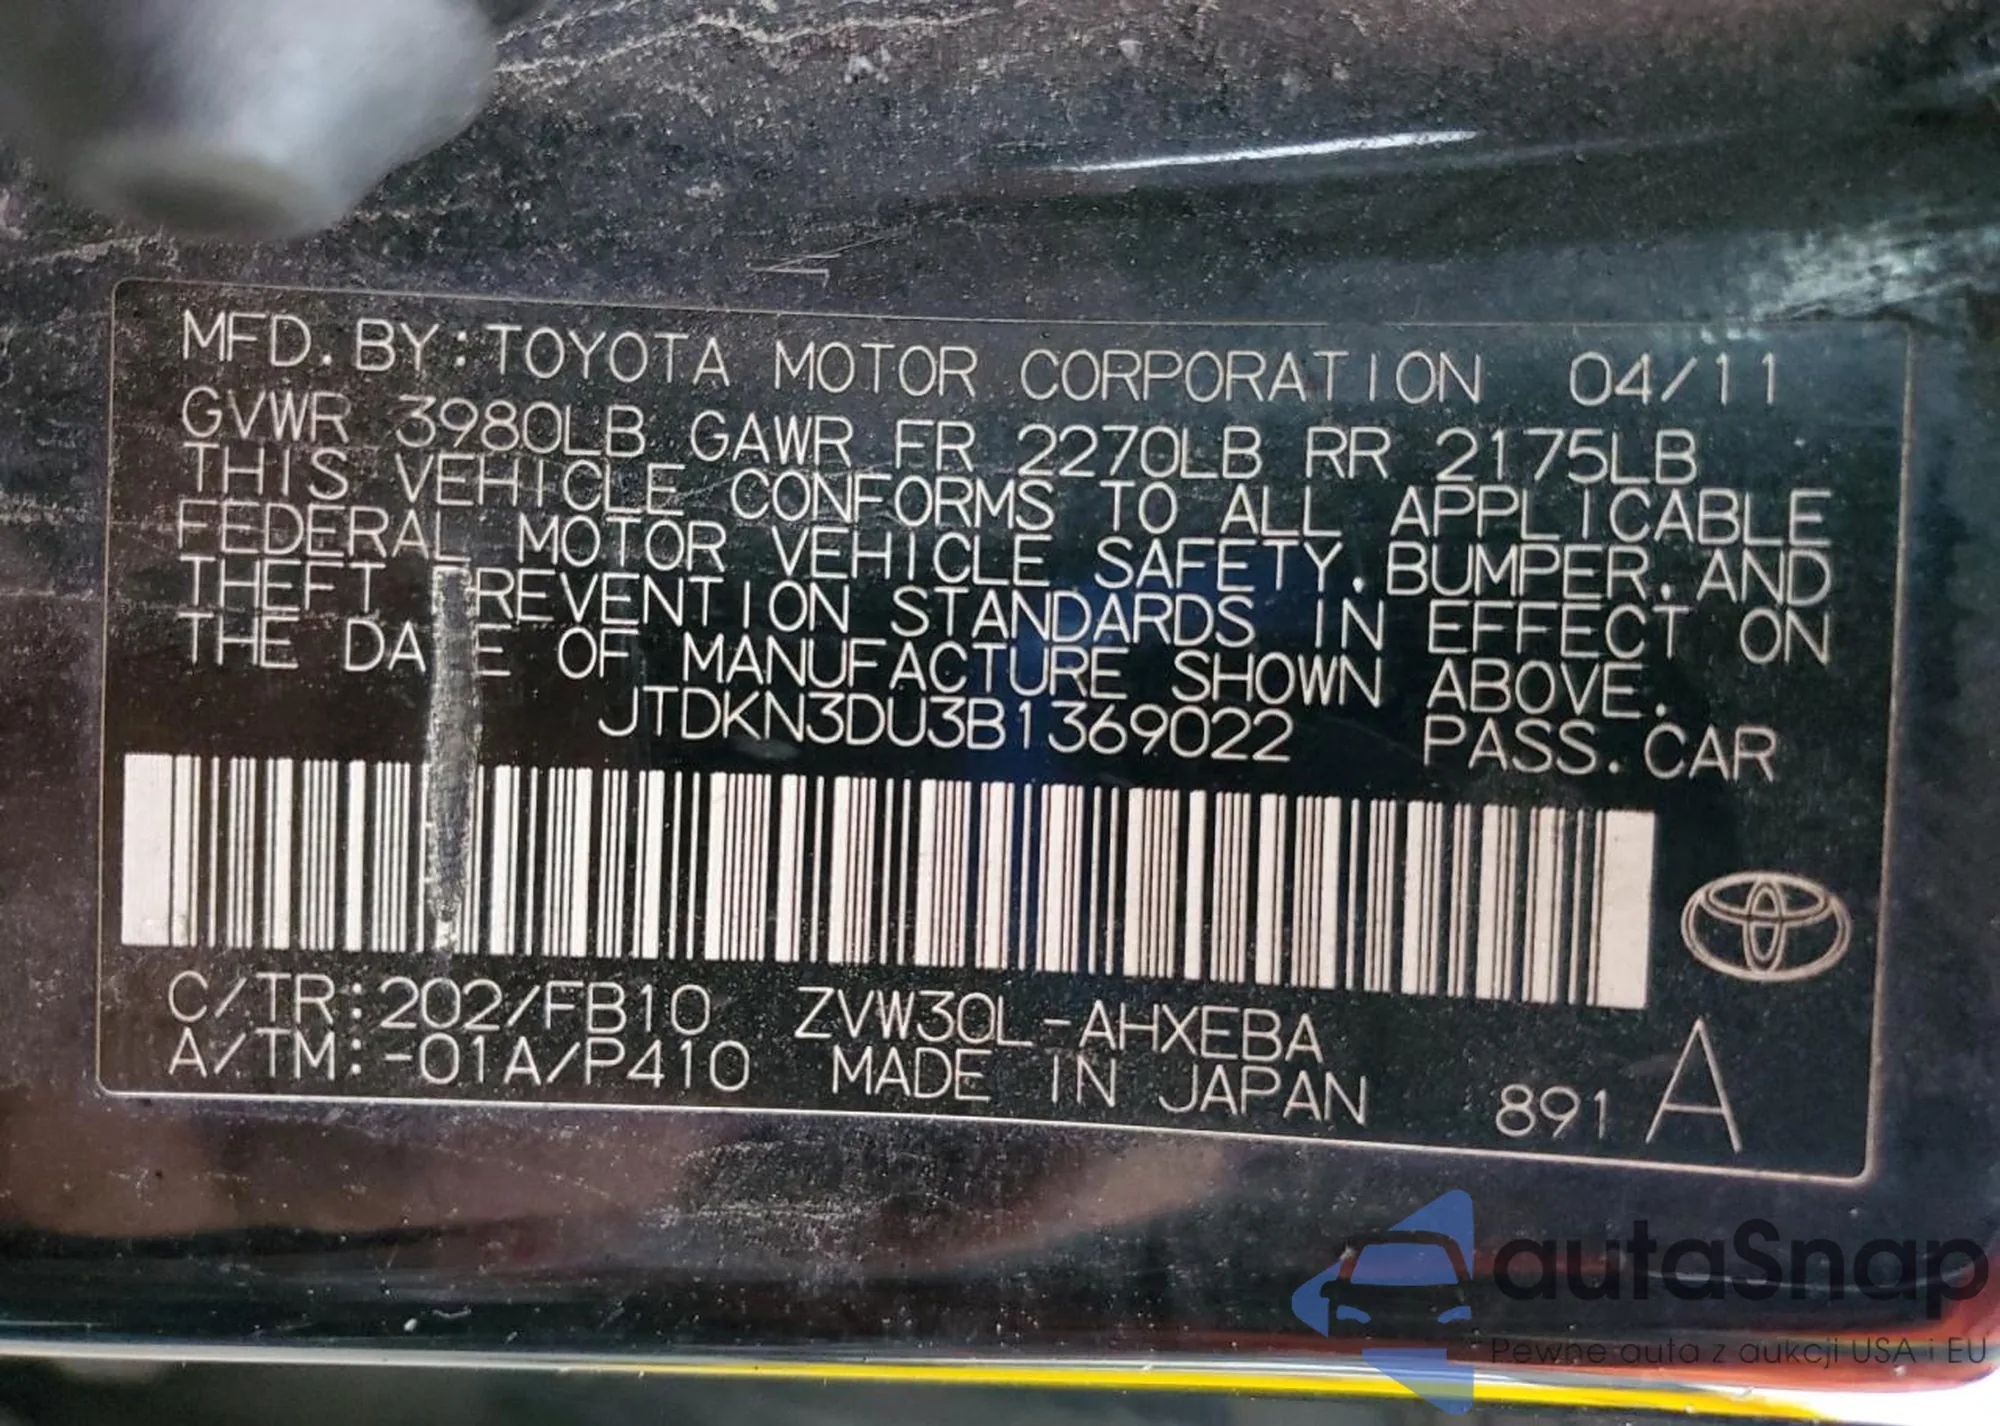 MFD. BY: TOYOTA MOTOR CORPORATION 04/11
GVWR 3980LB GAWR FR 2270LB RR 2175LB
THIS VEHICLE CONFORMS TO ALL APPLICABLE
FEDERAL MOTOR VEHICLE SAFETY, BUMPER, AND
THEFT PREVENTION STANDARDS IN EFFECT ON
THE DATE OF MANUFACTURE SHOWN ABOVE.
JTDKN3DU3B1369022 PASS. CAR
C/TR: 202/FB10 ZVW30L-AHXEBA
A/TM: -01A/P410 MADE IN JAPAN 891 A
autaSnap
Pewne auta z aukcji USA i EU